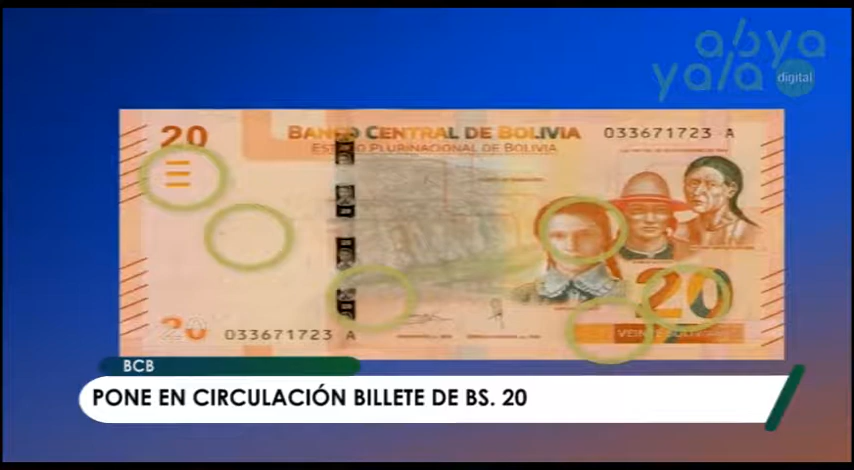 abya
yala
digital
20
BANCO CENTRAL DE BOLIVIA
033671723 A
ESTADO PLURINACIONAL DE BOLIVIA
20
20
033671723 A
BCB
PONE EN CIRCULACIÓN BILLETE DE BS. 20